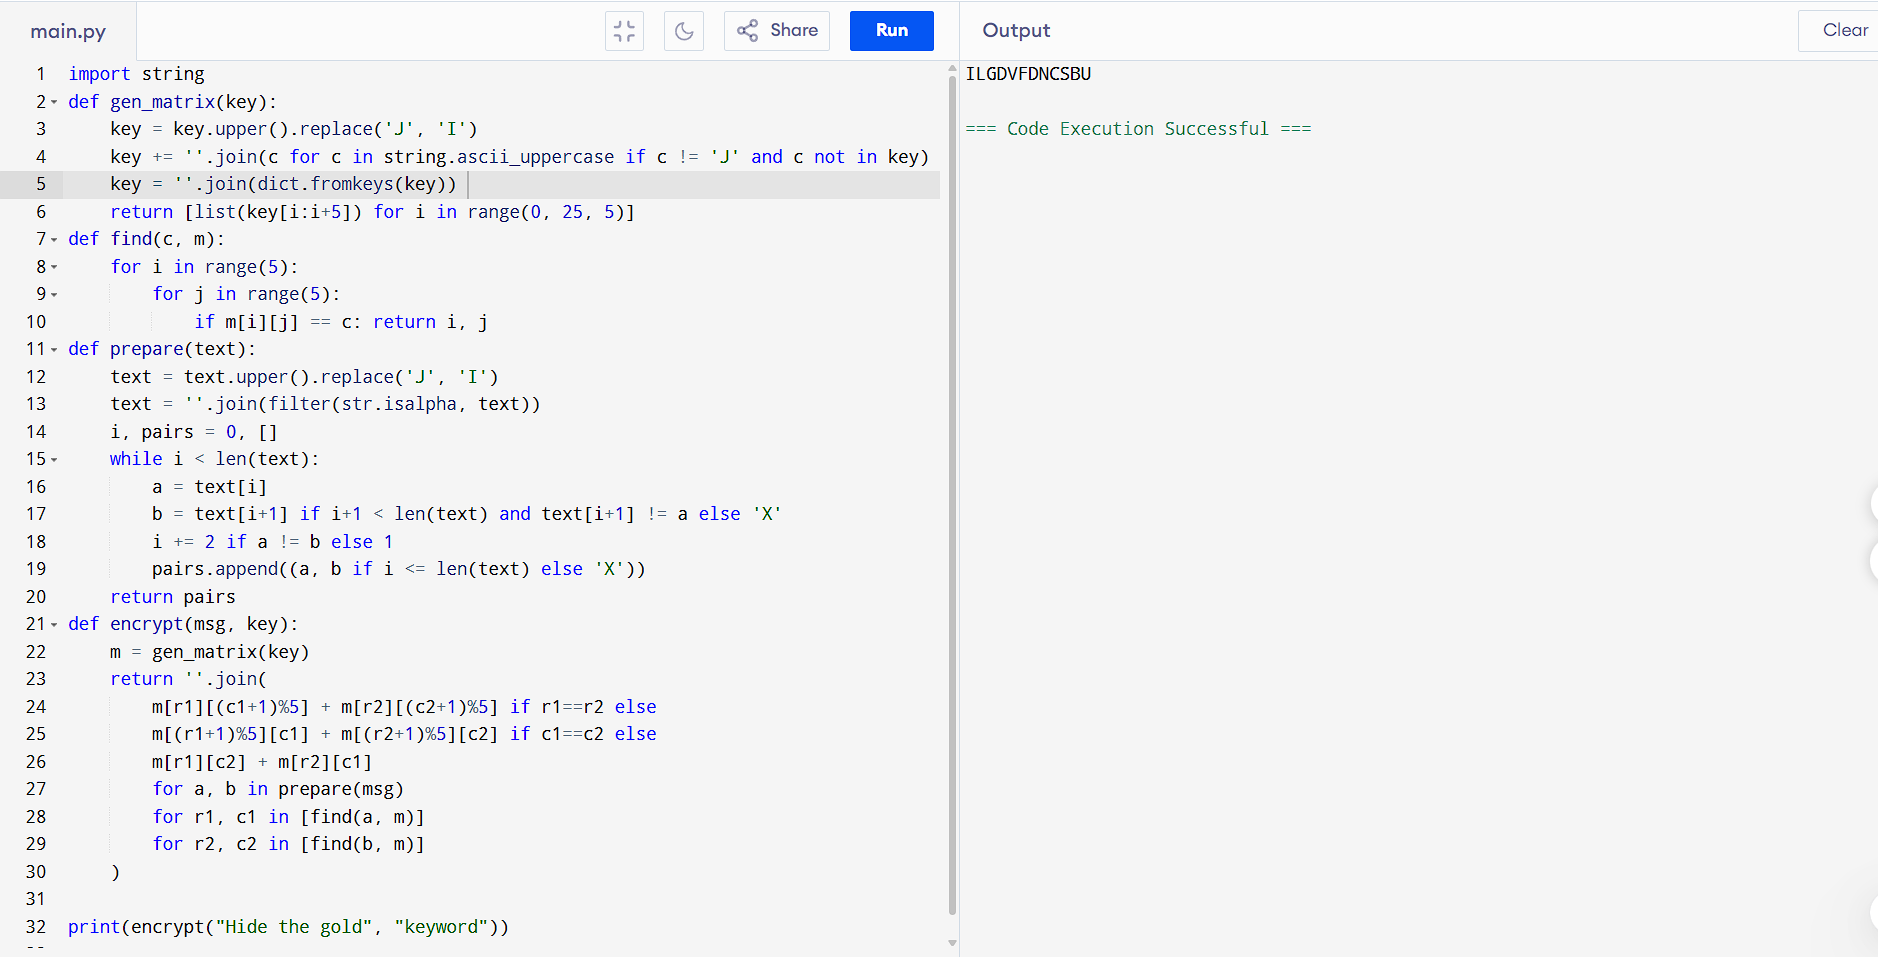 main.py
Share
Run
Output
Clear
1 import string
2 def gen_matrix(key):
3     key = key.upper().replace('J', 'I')
4     key += ''.join(c for c in string.ascii_uppercase if c != 'J' and c not in key)
5     key = ''.join(dict.fromkeys(key))
6     return [list(key[i:i+5]) for i in range(0, 25, 5)]
7 def find(c, m):
8     for i in range(5):
9         for j in range(5):
10             if m[i][j] == c: return i, j
11 def prepare(text):
12     text = text.upper().replace('J', 'I')
13     text = ''.join(filter(str.isalpha, text))
14     i, pairs = 0, []
15     while i < len(text):
16         a = text[i]
17         b = text[i+1] if i+1 < len(text) and text[i+1] != a else 'X'
18         i += 2 if a != b else 1
19         pairs.append((a, b if i <= len(text) else 'X'))
20     return pairs
21 def encrypt(msg, key):
22     m = gen_matrix(key)
23     return ''.join(
24         m[r1][(c1+1)%5] + m[r2][(c2+1)%5] if r1==r2 else
25         m[(r1+1)%5][c1] + m[(r2+1)%5][c2] if c1==c2 else
26         m[r1][c2] + m[r2][c1]
27         for a, b in prepare(msg)
28         for r1, c1 in [find(a, m)]
29         for r2, c2 in [find(b, m)]
30     )
31
32 print(encrypt("Hide the gold", "keyword"))
ILGDVFDNCSBU
=== Code Execution Successful ===